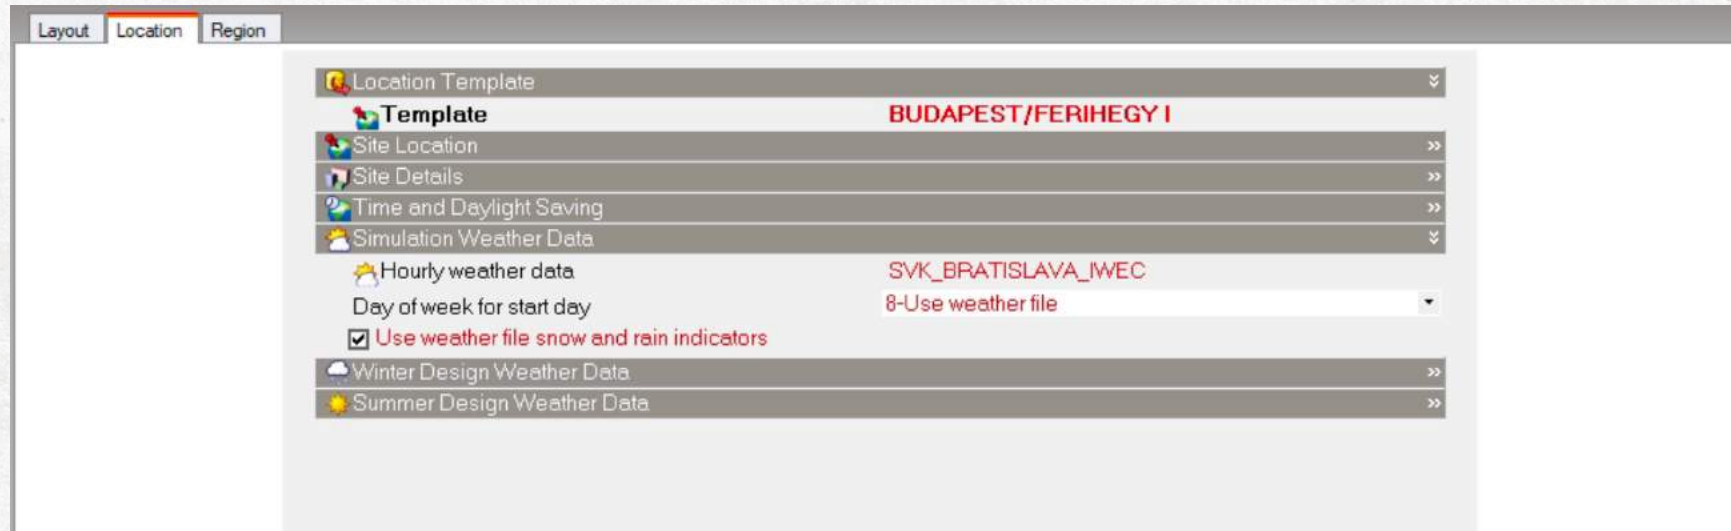 Layout Location Region
Location Template
Template BUDAPEST/FERIHEGY I
Site Location
Site Details
Time and Daylight Saving
Simulation Weather Data
Hourly weather data SVK_BRATISLAVA_IWEC
Day of week for start day 8-Use weather file
Use weather file snow and rain indicators
Winter Design Weather Data
Summer Design Weather Data